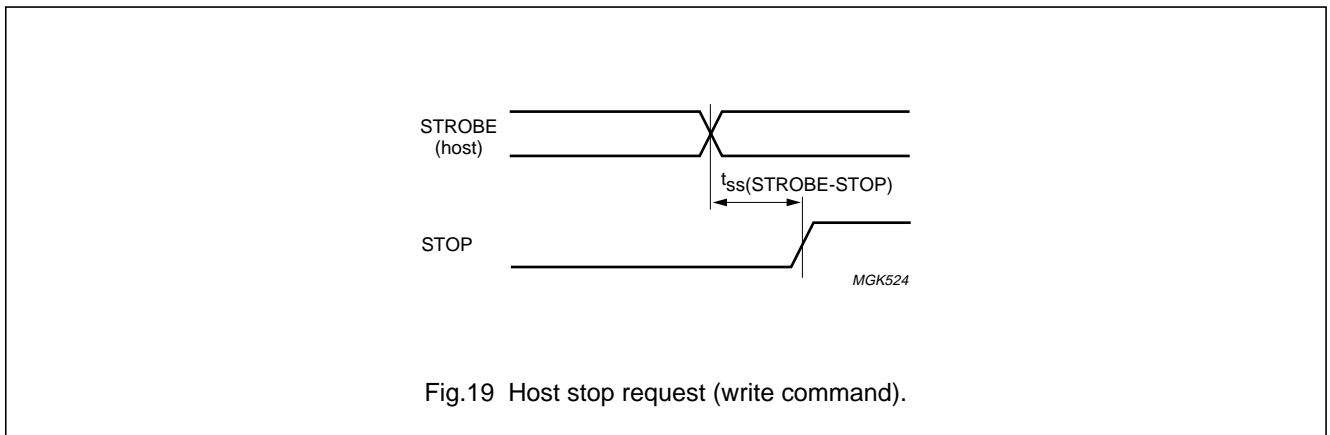 STROBE
(host)
tss(STROBE-STOP)
STOP
MGK524
Fig.19 Host stop request (write command).